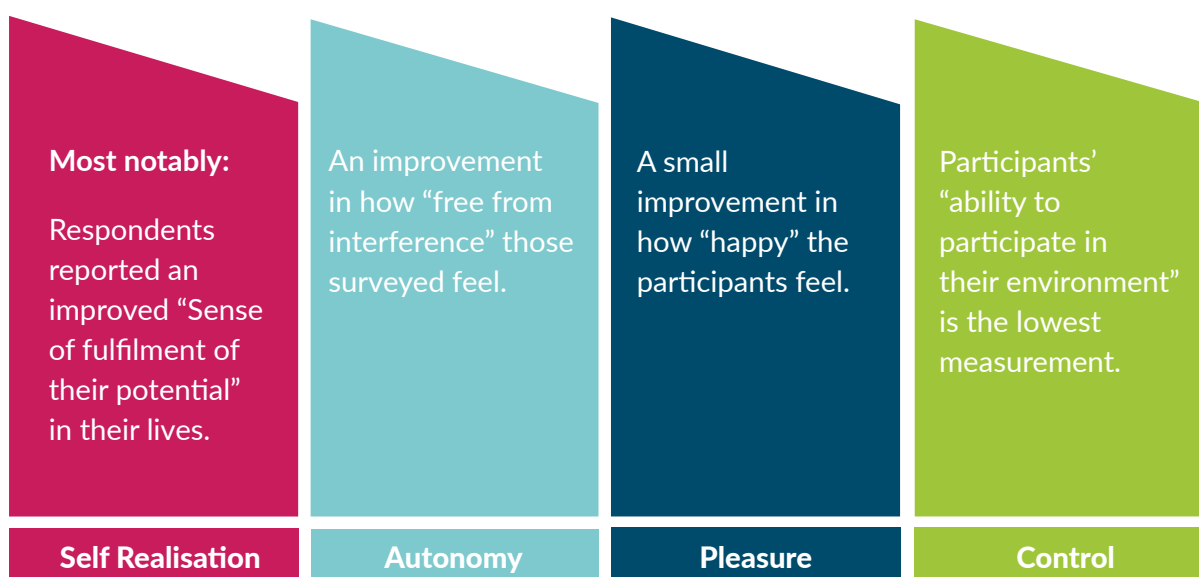 Most notably:
Respondents
reported an
improved “Sense
of fulfilment of
their potential”
in their lives.
Self Realisation
An improvement
in how “free from
interference” those
surveyed feel.
Autonomy
A small
improvement in
how “happy” the
participants feel.
Pleasure
Participants’
“ability to
participate in
their environment”
is the lowest
measurement.
Control